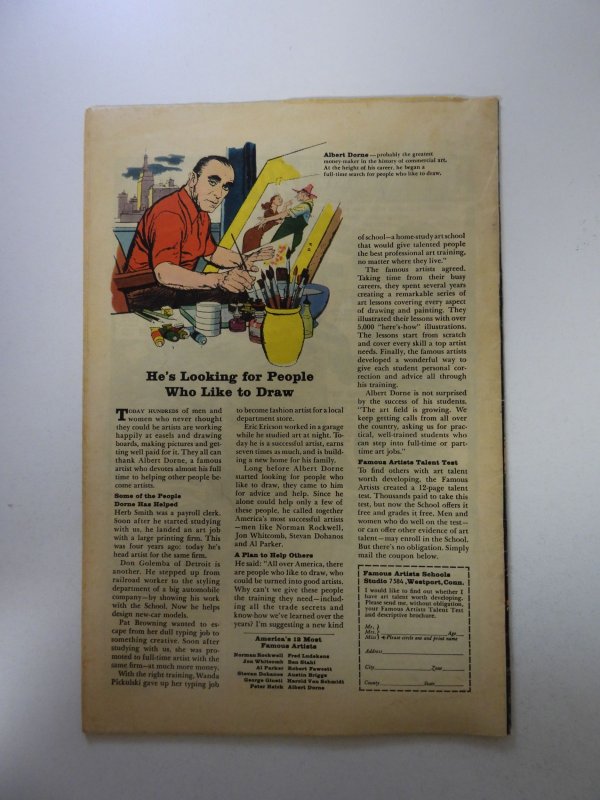 Albert Dorne—probably the greatest
money-maker in the history of commercial art.
At the height of his career, he began a
full-time search for people who like to draw.
He's Looking for People
Who Like to Draw
TODAY HUNDREDS of men and
women who never thought
they could be artists are working
happily at easels and drawing
boards, making pictures and get-
ting well paid for it. They all can
thank Albert Dorne, a famous
artist who devotes almost his full
time to helping other people be-
come artists.
Some of the People
Dorne Has Helped
Herb Smith was a payroll clerk.
Soon after he started studying
with us, he landed an art job
with a large printing firm. This
was four years ago; today he's
head artist for the same firm.
Don Golemba of Detroit is
another. He stepped up from
railroad worker to the styling
department of a big automobile
company—by showing his work
with the School. Now he helps
design new-car models.
Pat Browning wanted to es-
cape from her dull typing job to
something creative. Soon after
studying with us, she was pro-
moted to full-time artist with the
same firm—at much more money.
With the right training, Wanda
Pickulski gave up her typing job
to become fashion artist for a local
department store.
Eric Ericson worked in a garage
while he studied art at night. To-
day he is a successful artist, earns
seven times as much, and is build-
ing a new home for his family.
Long before Albert Dorne
started looking for people who
like to draw, they came to him
for advice and help. Since he
alone could help only a few of
these people, he called together
America's most successful artists
—men like Norman Rockwell,
Jon Whitcomb, Stevan Dohanos
and Al Parker.
A Plan to Help Others
He said: "All over America, there
are people who like to draw, who
could be turned into good artists.
Why can't we give these people
the training they need—includ-
ing all the trade secrets and
know how we've learned over the
years? I'm suggesting a new kind
America's 12 Most
Famous Artists
Norman Rockwell Fred Ludekens
Jon Whitcomb Ben Stahl
Al Parker Robert Fawcett
Stevan Dohanos Austin Briggs
George Giusti Harold Von Schmidt
Peter Helck Albert Dorne
of school—a home-study art school
that would give talented people
the best professional art training,
no matter where they live."
The famous artists agreed.
Taking time from their busy
careers, they spent several years
creating a remarkable series of
art lessons covering every aspect
of drawing and painting. They
illustrated their lessons with over
5,000 "here's-how" illustrations.
The lessons start from scratch
and cover every skill a top artist
needs. Finally, the famous artists
developed a wonderful way to
give each student personal cor-
rection and advice all through
his training.
Albert Dorne is not surprised
by the success of his students.
"The art field is growing. We
keep getting calls from all over
the country, asking us for prac-
tical, well-trained students who
can step into full-time or part-
time art jobs."
Famous Artists Talent Test
To find others with art talent
worth developing, the Famous
Artists created a 12-page talent
test. Thousands paid to take this
test, but now the School offers it
free and grades it free. Men and
women who do well on the test—
or can offer other evidence of art
talent—may enroll in the School.
But there's no obligation. Simply
mail the coupon below.
Famous Artists Schools
Studio 7584, Westport, Conn.
I would like to find out whether I
have art talent worth developing.
Please send me, without obligation,
your Famous Artists Talent Test
and descriptive brochure.
Mr.
Mrs. Age
Miss Please circle one and print name
Address
City Zone
County State